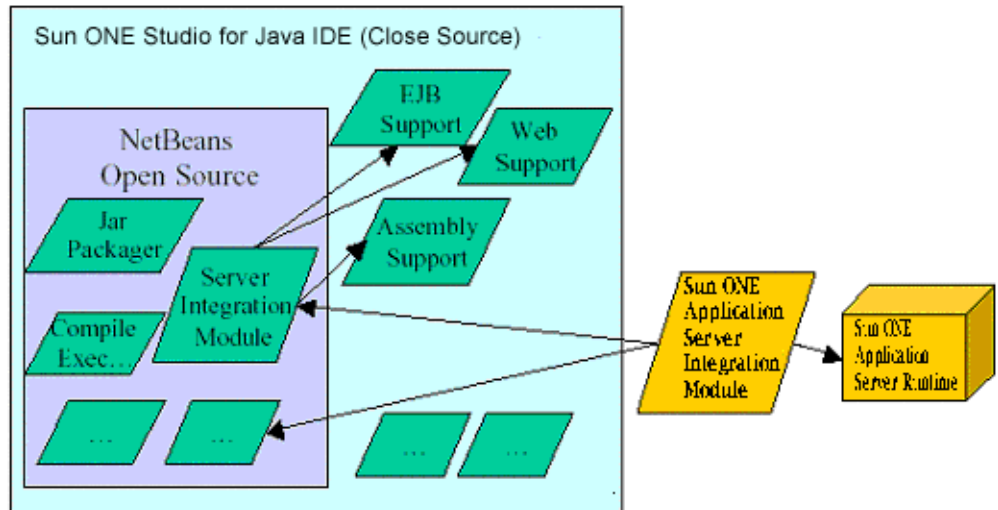 Sun ONE Studio for Java IDE (Close Source)
EJB
Support
Web
Support
NetBeans
Open Source
Jar
Packager
Assembly
Support
Server
Integration
Module
Compile
Exec...
...
...
...
...
Sun ONE
Application
Server
Integration
Module
Sun ONE
Application
Server Runtime